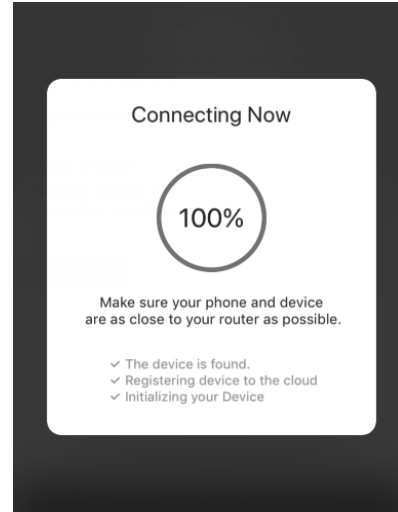 Connecting Now
100%
Make sure your phone and device
are as close to your router as possible.
✓ The device is found.
✓ Registering device to the cloud
✓ Initializing your Device